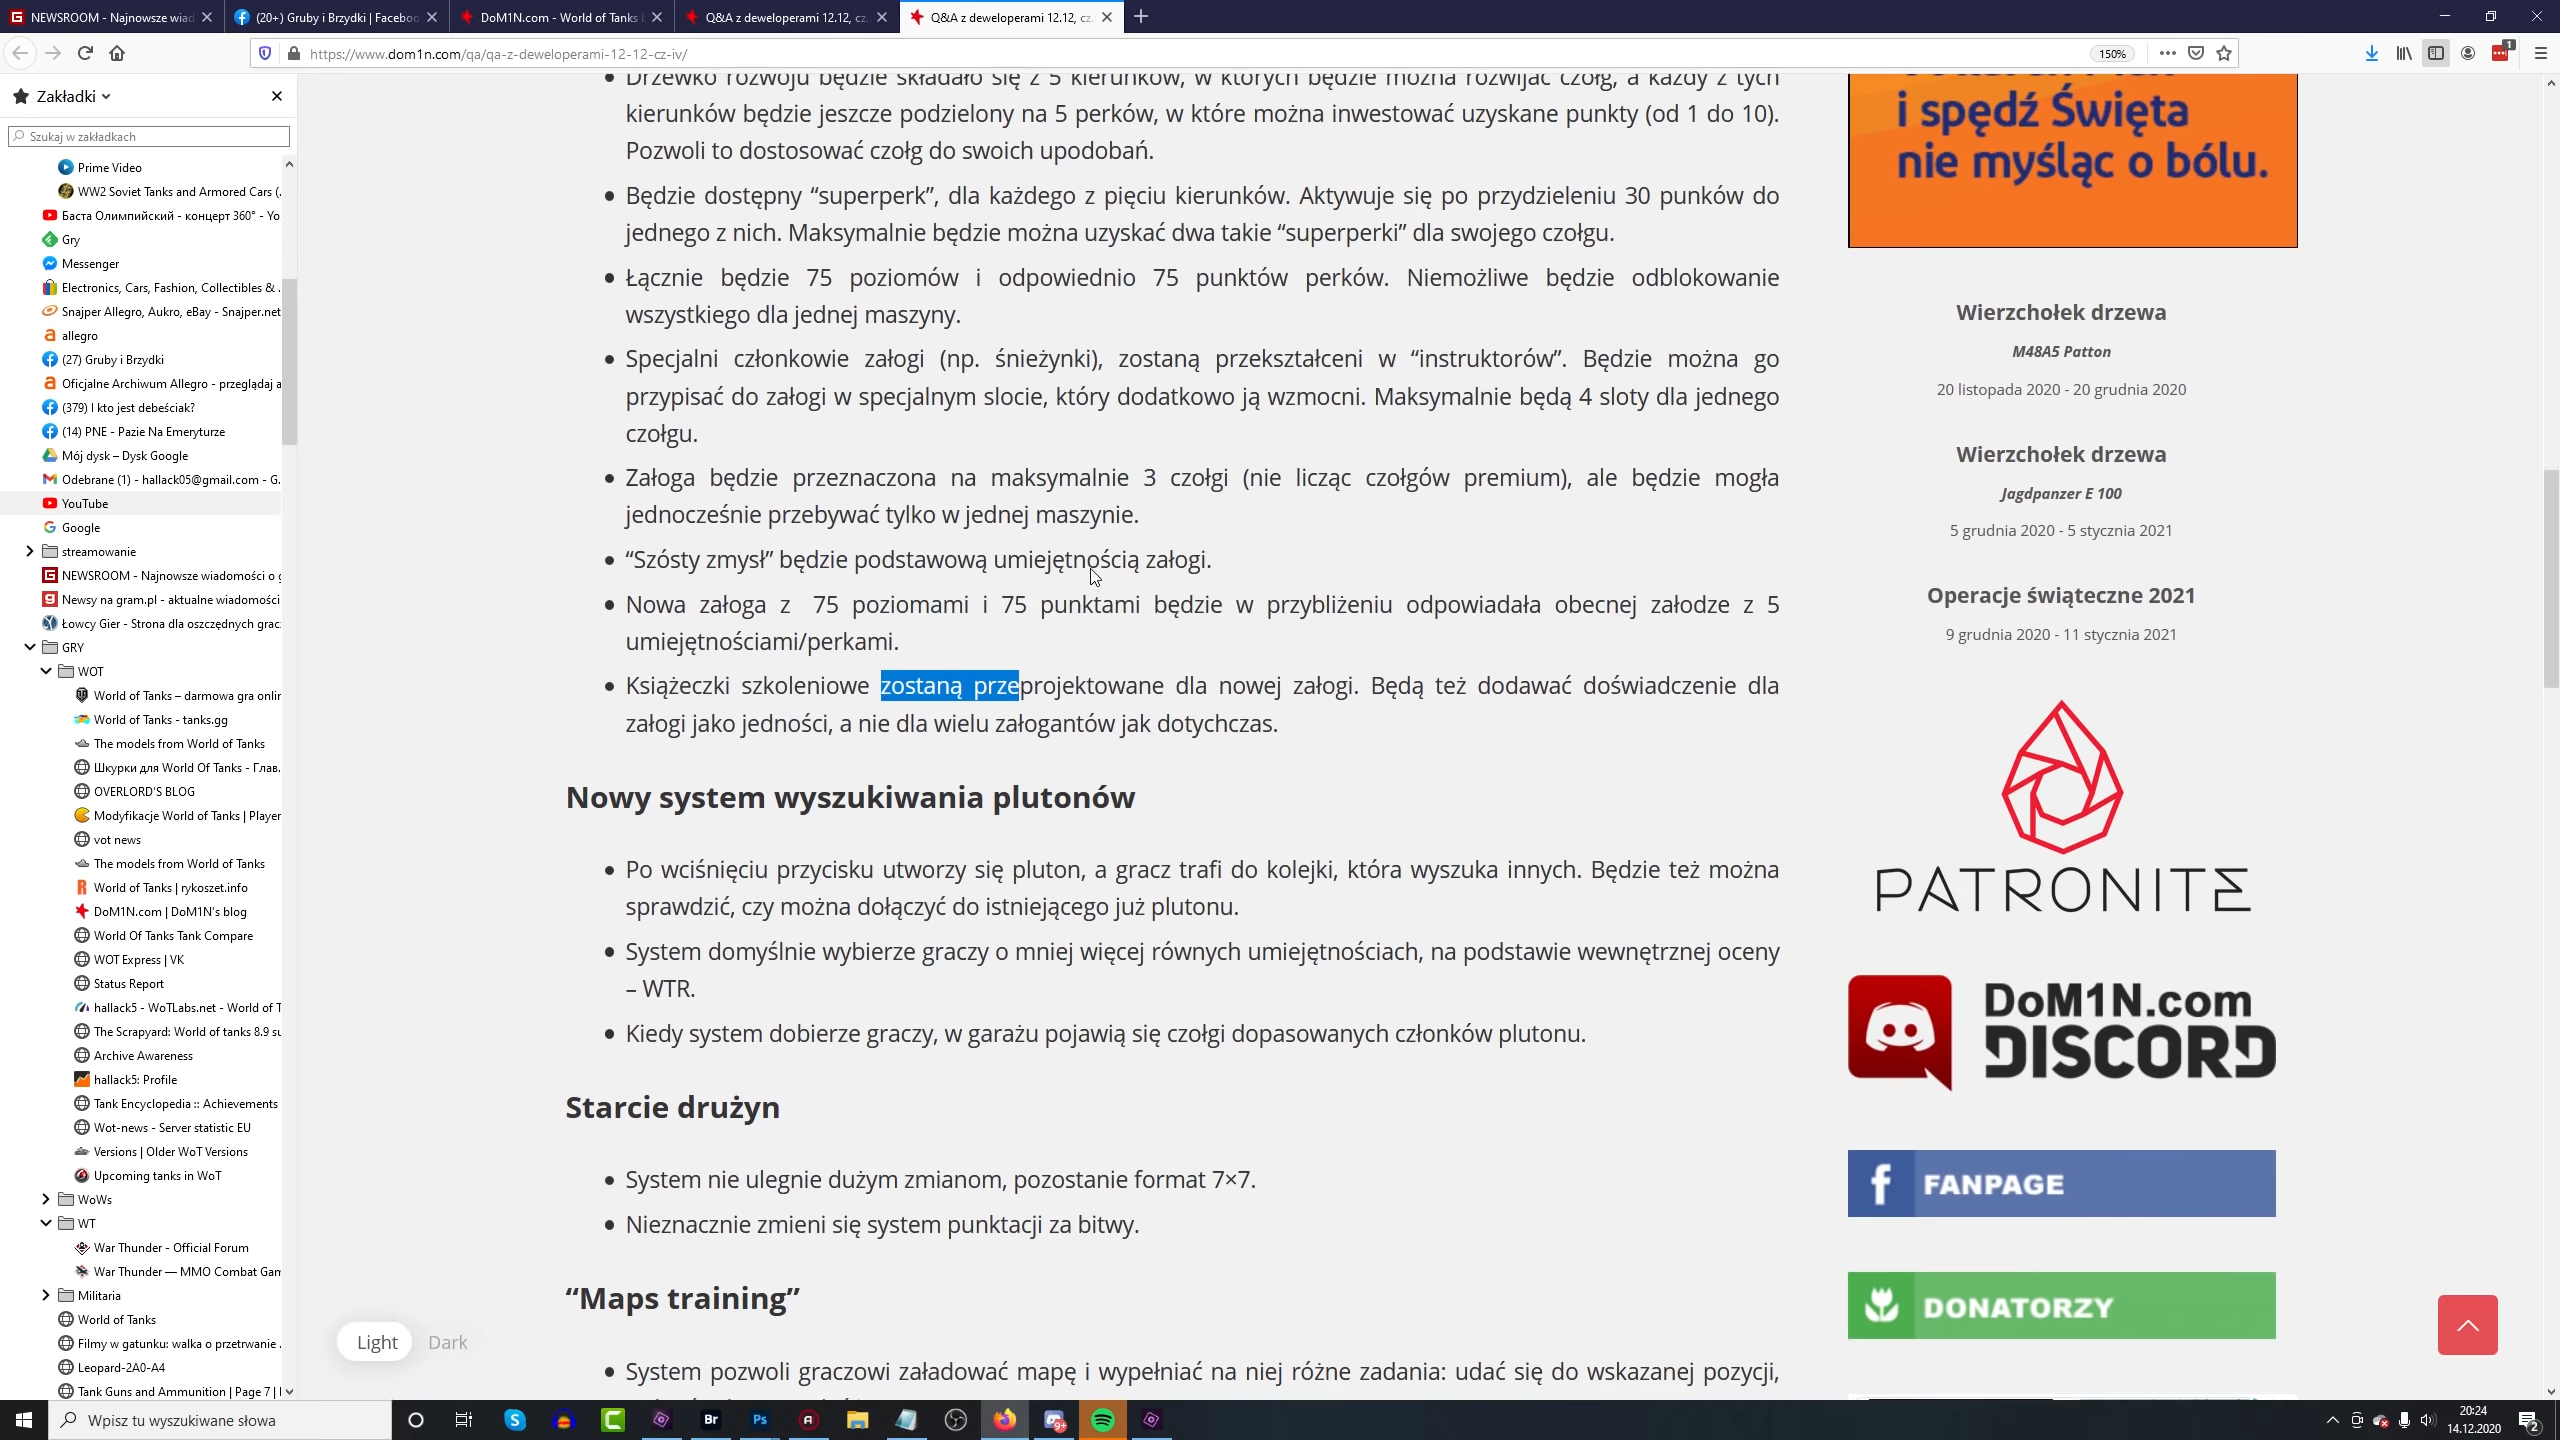 NEWSROOM - Najnowsze wiad
(20+) Gruby i Brzydki | Faceboo
DoM1N.com - World of Tanks
Q&A z deweloperami 12.12, cz.
Q&A z deweloperami 12.12, cz.
https://www.dom1n.com/qa/qa-z-deweloperami-12-12-cz-iv/
150%
1
Zakładki
Szukaj w zakładkach
Prime Video
WW2 Soviet Tanks and Armored Cars (.
Баста Олимпийский - концерт 360° - Yo
Gry
Messenger
Electronics, Cars, Fashion, Collectibles & .
Snajper Allegro, Aukro, eBay - Snajper.net
allegro
(27) Gruby i Brzydki
Oficjalne Archiwum Allegro - przeglądaj a
(379) I kto jest debeściak?
(14) PNE - Pazie Na Emeryturze
Mój dysk – Dysk Google
Odebrane (1) - hallack05@gmail.com - G.
YouTube
Google
streamowanie
NEWSROOM - Najnowsze wiadomości o g
Newsy na gram.pl - aktualne wiadomości
Łowcy Gier - Strona dla oszczędnych grac
GRY
WOT
World of Tanks – darmowa gra onlin
World of Tanks - tanks.gg
The models from World of Tanks
Шкурки для World Of Tanks - Глав.
OVERLORD'S BLOG
Modyfikacje World of Tanks | Player
vot news
The models from World of Tanks
World of Tanks | rykoszet.info
DoM1N.com | DoM1N's blog
World Of Tanks Tank Compare
WOT Express | VK
Status Report
hallack5 - WoTLabs.net - World of T
The Scrapyard: World of tanks 8.9 su
Archive Awareness
hallack5: Profile
Tank Encyclopedia :: Achievements
Wot-news - Server statistic EU
Versions | Older WoT Versions
Upcoming tanks in WoT
WoWs
WT
War Thunder - Official Forum
War Thunder — MMO Combat Gam
Militaria
World of Tanks
Filmy w gatunku: walka o przetrwanie .
Leopard-2A0-A4
Tank Guns and Ammunition | Page 7 | I
Drzewko rozwoju będzie składało się z 5 kierunków, w których będzie można rozwijać czołg, a każdy z tych
kierunków będzie jeszcze podzielony na 5 perków, w które można inwestować uzyskane punkty (od 1 do 10).
Pozwoli to dostosować czołg do swoich upodobań.
Będzie dostępny “superperk”, dla każdego z pięciu kierunków. Aktywuje się po przydzieleniu 30 punków do
jednego z nich. Maksymalnie będzie można uzyskać dwa takie “superperki” dla swojego czołgu.
Łącznie będzie 75 poziomów i odpowiednio 75 punktów perków. Niemożliwe będzie odblokowanie
wszystkiego dla jednej maszyny.
Specjalni członkowie załogi (np. śnieżynki), zostaną przekształceni w “instruktorów”. Będzie można go
przypisać do załogi w specjalnym slocie, który dodatkowo ją wzmocni. Maksymalnie będą 4 sloty dla jednego
czołgu.
Załoga będzie przeznaczona na maksymalnie 3 czołgi (nie licząc czołgów premium), ale będzie mogła
jednocześnie przebywać tylko w jednej maszynie.
“Szósty zmysł” będzie podstawową umiejętnością załogi.
Nowa załoga z 75 poziomami i 75 punktami będzie w przybliżeniu odpowiadała obecnej załodze z 5
umiejętnościami/perkami.
Książeczki szkoleniowe zostaną przeprojektowane dla nowej załogi. Będą też dodawać doświadczenie dla
załogi jako jedności, a nie dla wielu załogantów jak dotychczas.
Nowy system wyszukiwania plutonów
Po wciśnięciu przycisku utworzy się pluton, a gracz trafi do kolejki, która wyszuka innych. Będzie też można
sprawdzić, czy można dołączyć do istniejącego już plutonu.
System domyślnie wybierze graczy o mniej więcej równych umiejętnościach, na podstawie wewnętrznej oceny
– WTR.
Kiedy system dobierze graczy, w garażu pojawią się czołgi dopasowanych członków plutonu.
Starcie drużyn
System nie ulegnie dużym zmianom, pozostanie format 7×7.
Nieznacznie zmieni się system punktacji za bitwy.
“Maps training”
System pozwoli graczowi załadować mapę i wypełniać na niej różne zadania: udać się do wskazanej pozycji,
Light Dark
i spędź Święta
nie myśląc o bólu.
Wierzchołek drzewa
M48A5 Patton
20 listopada 2020 - 20 grudnia 2020
Wierzchołek drzewa
Jagdpanzer E 100
5 grudnia 2020 - 5 stycznia 2021
Operacje świąteczne 2021
9 grudnia 2020 - 11 stycznia 2021
PATRONITE
DoM1N.com
DISCORD
FANPAGE
DONATORZY
Wpisz tu wyszukiwane słowa
Br
Ps
9+
20:24
14.12.2020
2